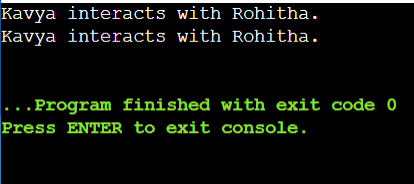 Kavya interacts with Rohitha.
Kavya interacts with Rohitha.
...Program finished with exit code 0
Press ENTER to exit console.